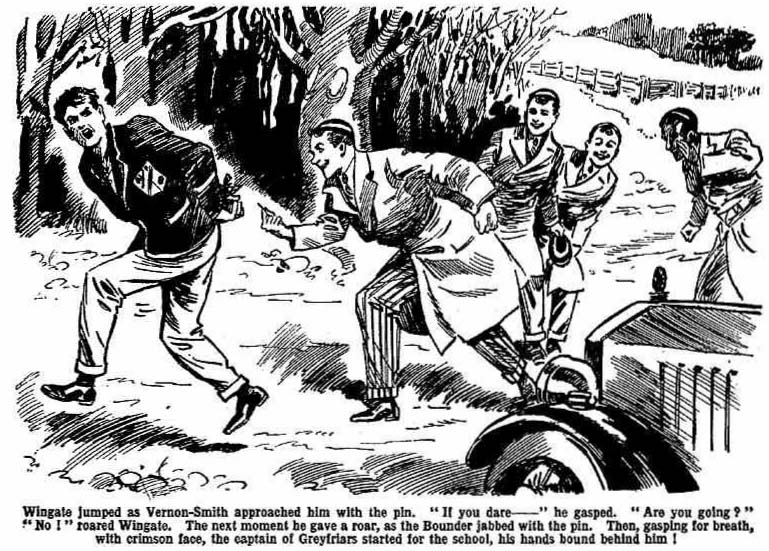 Wingate jumped as Vernon-Smith approached him with the pin. "If you dare——" he gasped. "Are you going?"
"No!" roared Wingate. The next moment he gave a roar, as the Bounder jabbed with the pin. Then, gasping for breath,
with crimson face, the captain of Greyfriars started for the school, his hands bound behind him!